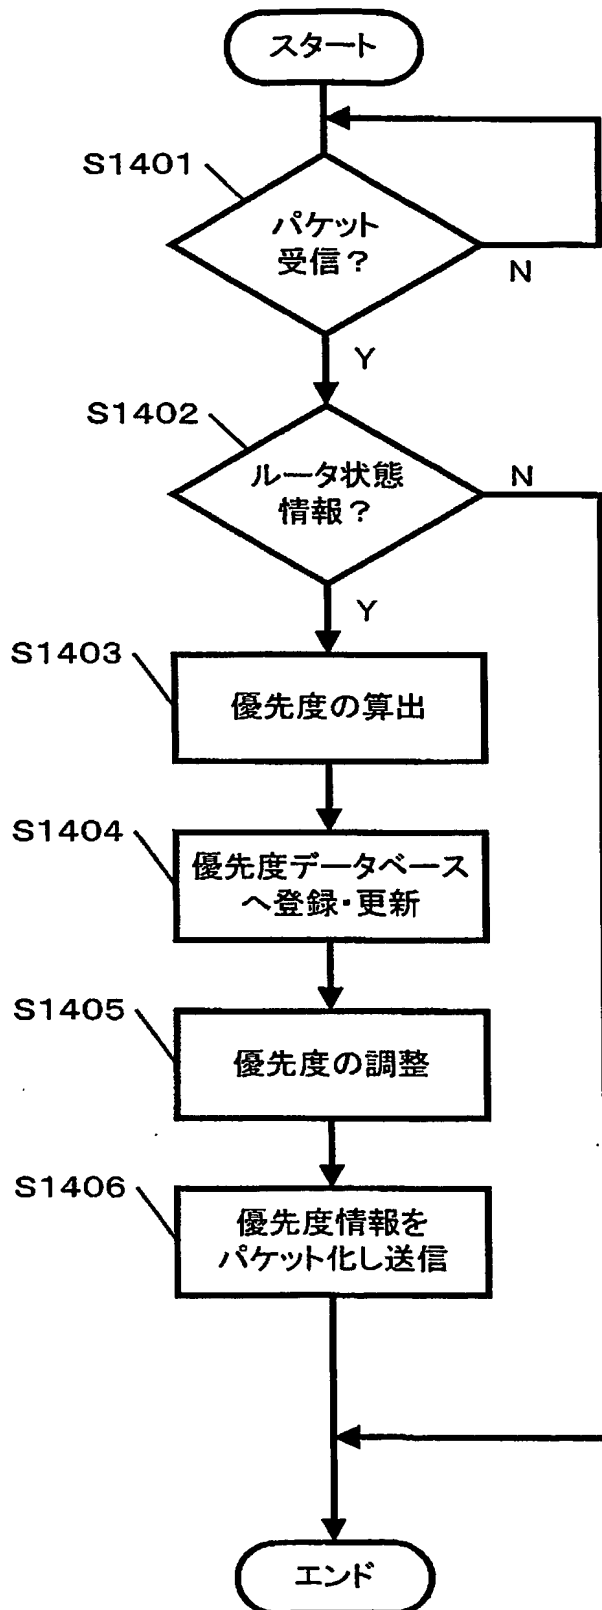 スタート
S1401
パケット
受信?
N
Y
S1402
ルータ状態
情報?
N
Y
S1403
優先度の算出
S1404
優先度データベース
へ登録・更新
S1405
優先度の調整
S1406
優先度情報を
パケット化し送信
エンド